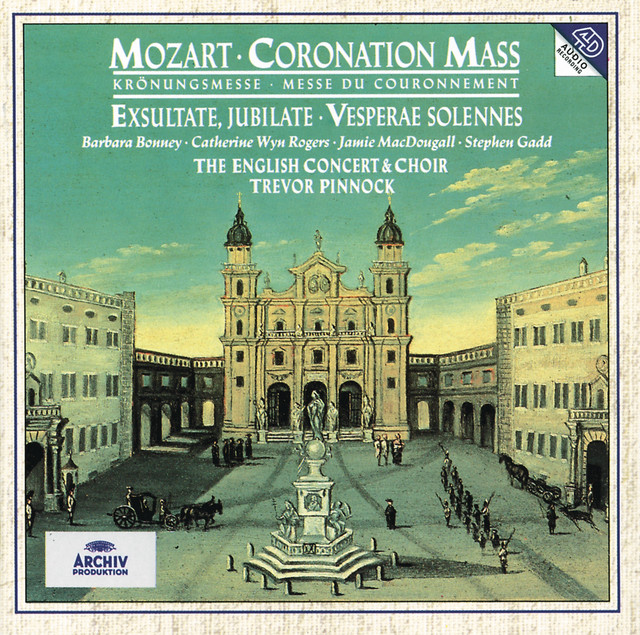 MOZART · CORONATION MASS
KRÖNUNGSMESSE · MESSE DU COURONNEMENT
EXSULTATE, JUBILATE · VESPERAE SOLENNES
Barbara Bonney · Catherine Wyn Rogers · Jamie MacDougall · Stephen Gadd
THE ENGLISH CONCERT & CHOIR
TREVOR PINNOCK
4D
AUDIO
RECORDING
ARCHIV
PRODUKTION